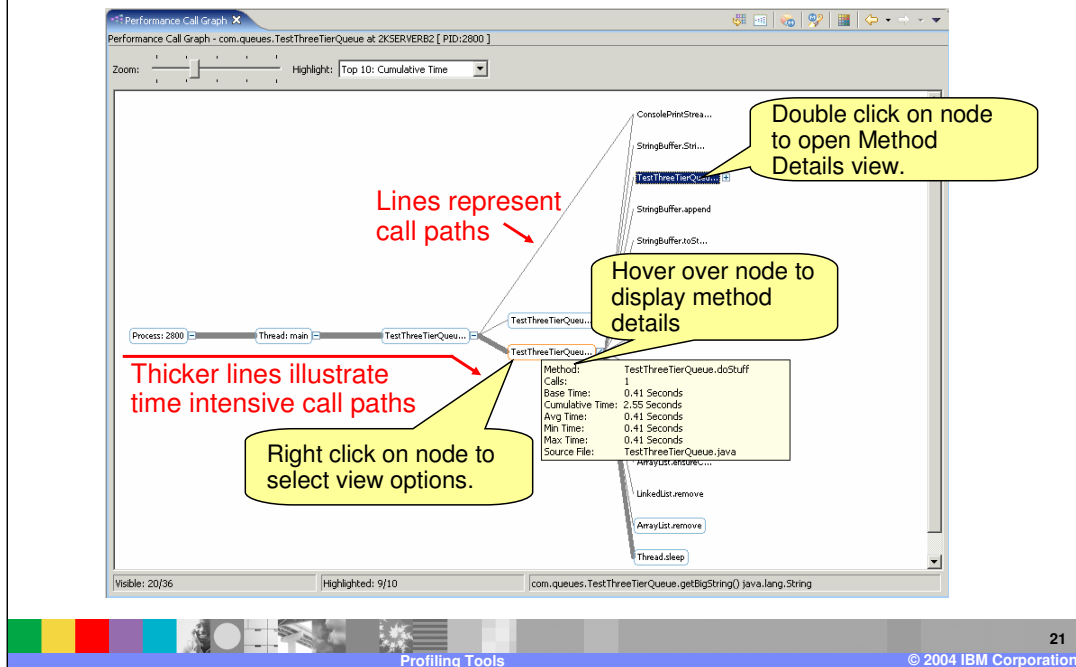 Performance Call Graph
Performance Call Graph - com.queues.TestThreeTierQueue at 2KSERVERB2 [ PID:2800 ]
Zoom:
Highlight: Top 10: Cumulative Time
ConsolePrintStrea...
StringBuffer.Stri...
TestThreeTierQueu...
StringBuffer.append
StringBuffer.toSt...
Double click on node
to open Method
Details view.
Lines represent
call paths
Hover over node to
display method
details
Process: 2800
Thread: main
TestThreeTierQueu...
TestThreeTierQueu...
TestThreeTierQueu...
Thicker lines illustrate
time intensive call paths
Method: TestThreeTierQueue.doStuff
Calls: 1
Base Time: 0.41 Seconds
Cumulative Time: 2.55 Seconds
Avg Time: 0.41 Seconds
Min Time: 0.41 Seconds
Max Time: 0.41 Seconds
Source File: TestThreeTierQueue.java
Right click on node to
select view options.
ArrayList.ensureC...
LinkedList.remove
ArrayList.remove
Thread.sleep
Visible: 20/36
Highlighted: 9/10
com.queues.TestThreeTierQueue.getBigString() java.lang.String
21
Profiling Tools
© 2004 IBM Corporation